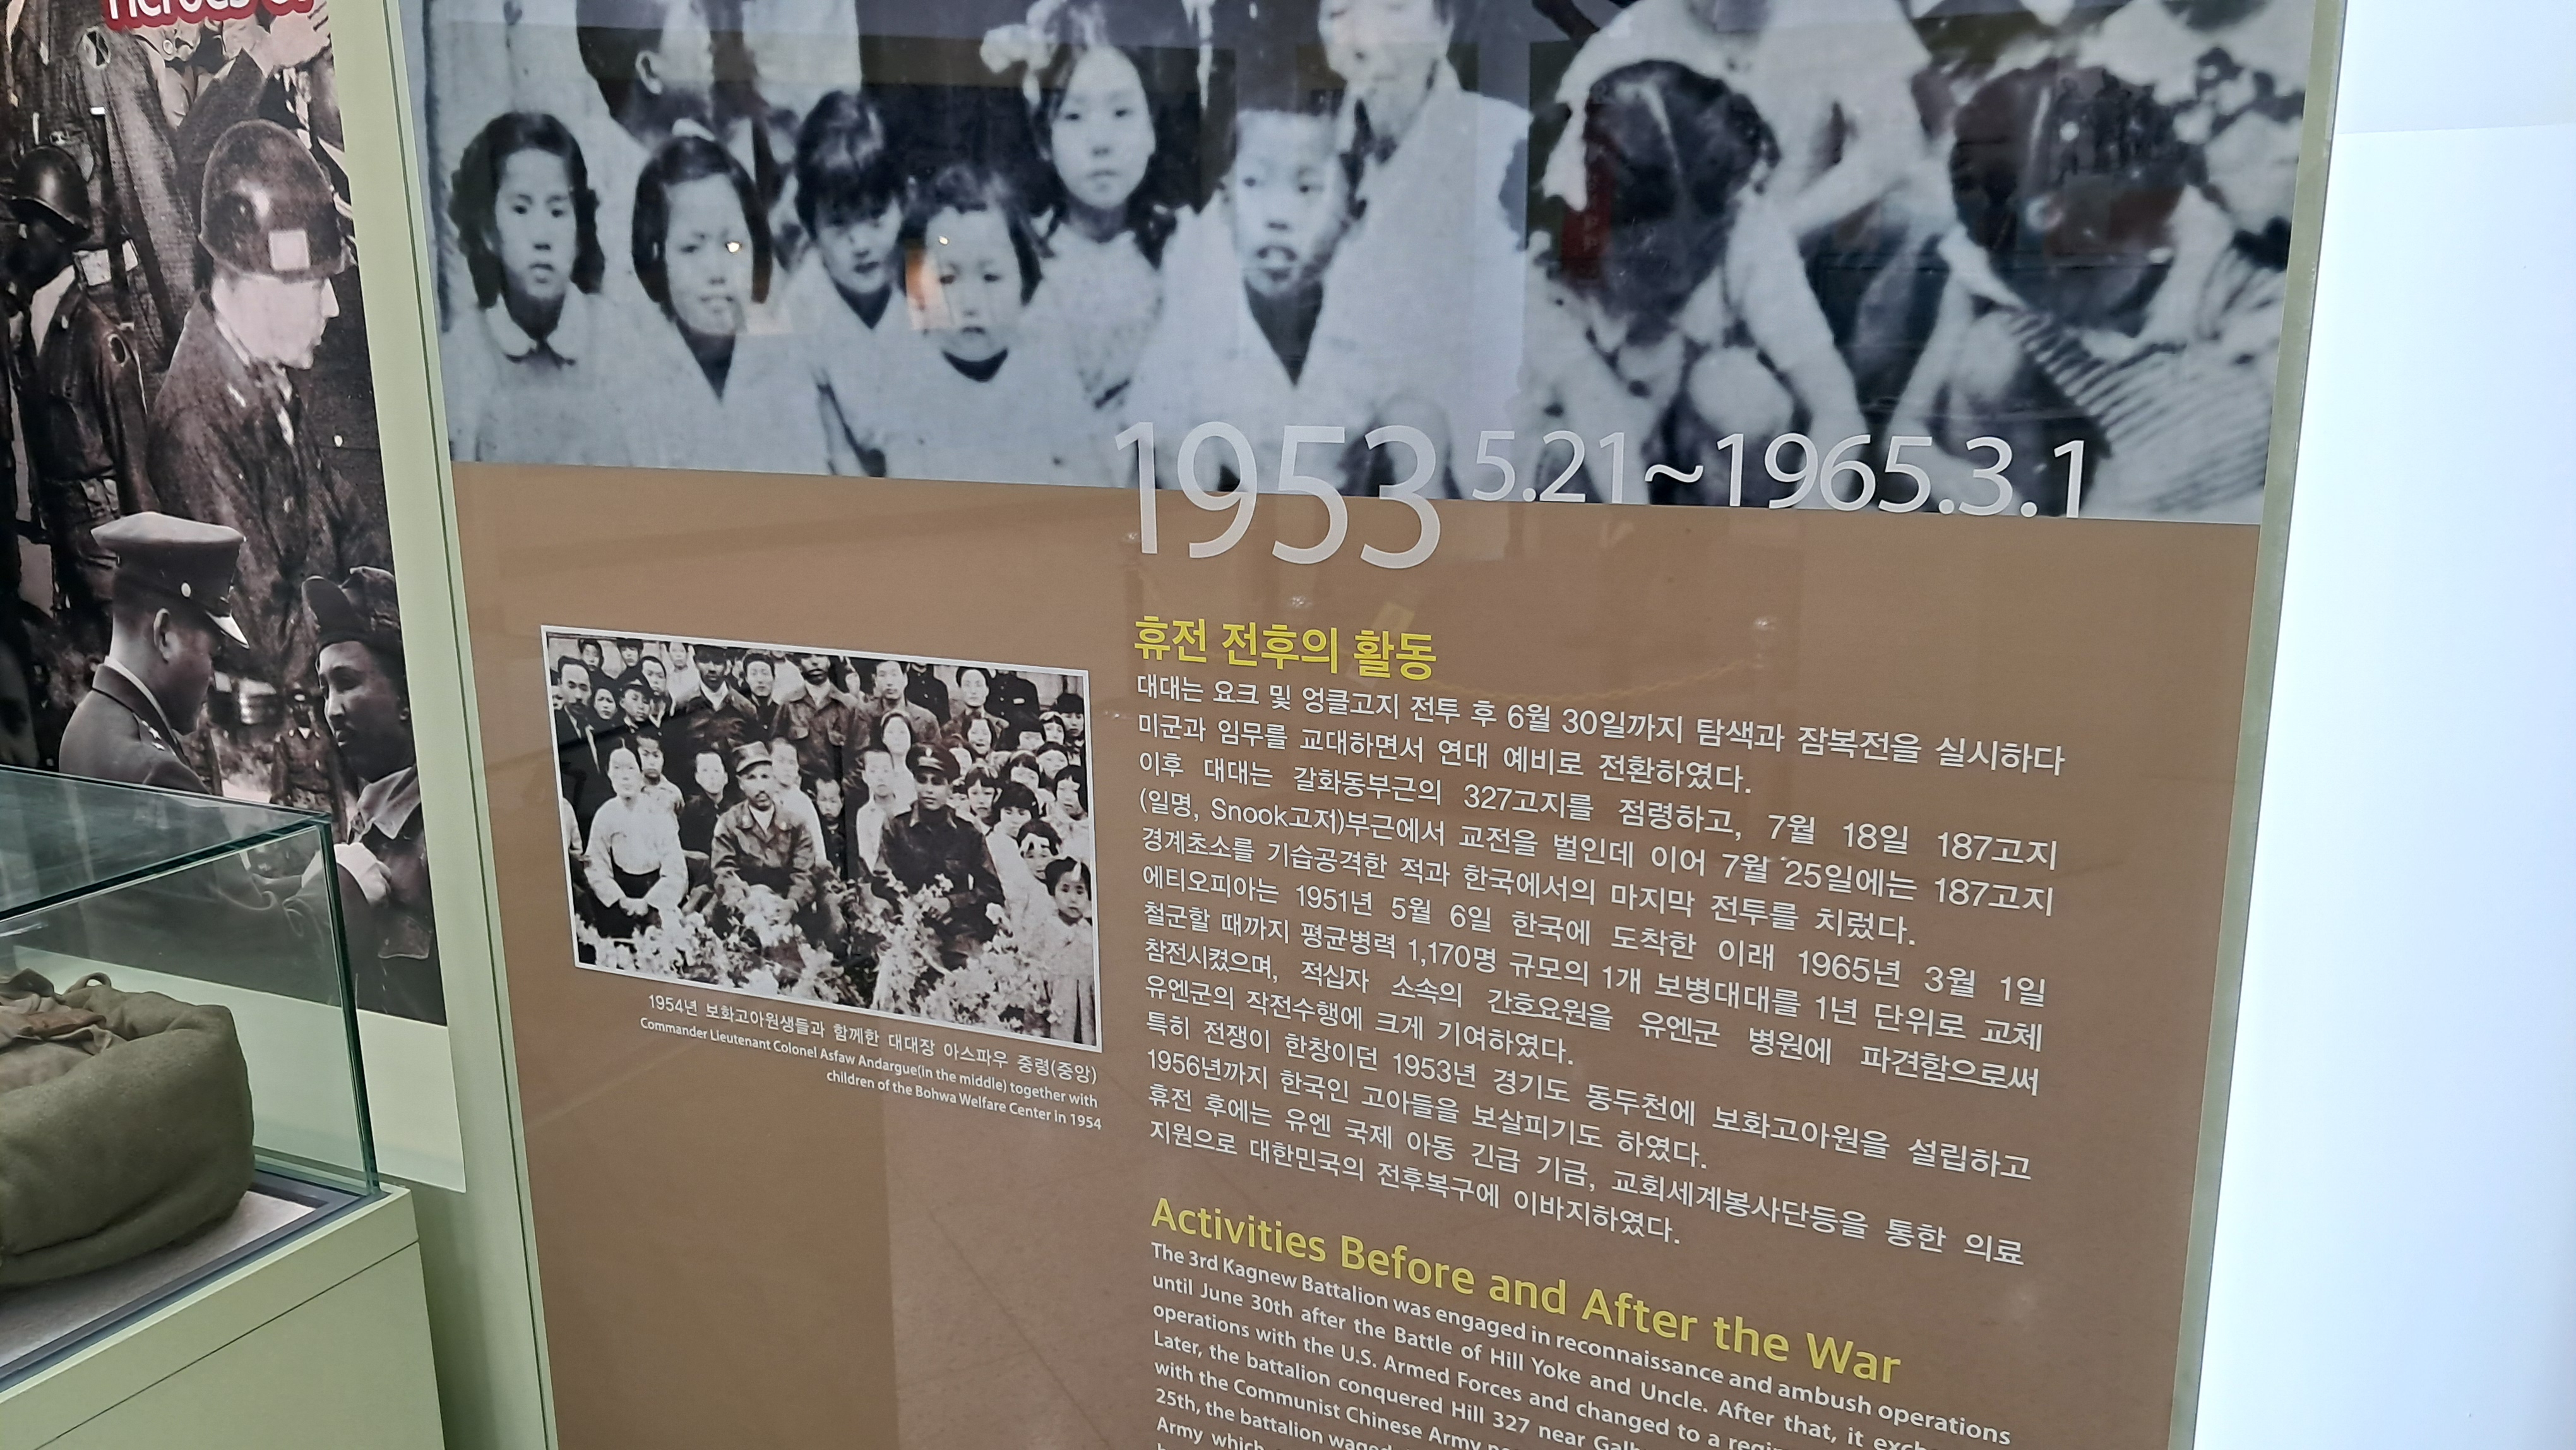 Heroes of
1953 5.21~1965.3.1
휴전 전후의 활동
대대는 요크 및 엉클고지 전투 후 6월 30일까지 탐색과 잠복전을 실시하다
미군과 임무를 교대하면서 연대 예비로 전환하였다.
이후 대대는 갈화동부근의 327고지를 점령하고, 7월 18일 187고지
(일명, Snook고저)부근에서 교전을 벌인데 이어 7월 25일에는 187고지
경계초소를 기습공격한 적과 한국에서의 마지막 전투를 치렀다.
에티오피아는 1951년 5월 6일 한국에 도착한 이래 1965년 3월 1일
철군할 때까지 평균병력 1,170명 규모의 1개 보병대대를 1년 단위로 교체
참전시켰으며, 적십자 소속의 간호요원을 유엔군 병원에 파견함으로써
유엔군의 작전수행에 크게 기여하였다.
특히 전쟁이 한창이던 1953년 경기도 동두천에 보화고아원을 설립하고
1956년까지 한국인 고아들을 보살피기도 하였다.
휴전 후에는 유엔 국제 아동 긴급 기금, 교회세계봉사단등을 통한 의료
지원으로 대한민국의 전후복구에 이바지하였다.
1954년 보화고아원생들과 함께한 대대장 아스파우 중령(중앙)
Commander Lieutenant Colonel Asfaw Andargue(in the middle) together with
children of the Bohwa Welfare Center in 1954
Activities Before and After the War
The 3rd Kagnew Battalion was engaged in reconnaissance and ambush operations
until June 30th after the Battle of Hill Yoke and Uncle. After that, it
operations with the U.S. Armed Forces and changed to a
Later, the battalion conquered Hill 327 near
with the Communist Chinese Army
25th, the battalion waged
Army which